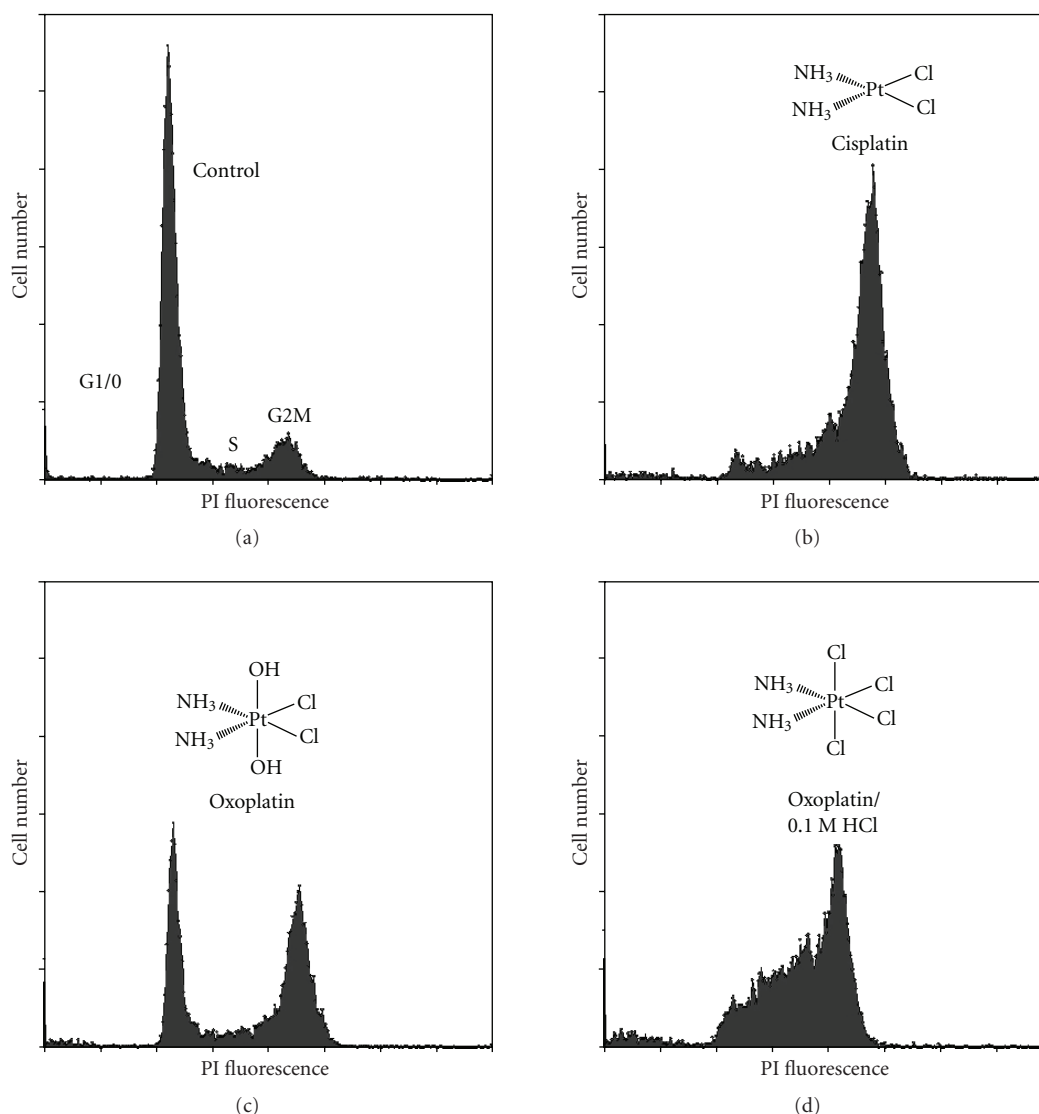 Cell number
Control
G1/0
S
G2M
PI fluorescence
(a)
Cell number
NH3
NH3
Pt
Cl
Cl
Cisplatin
PI fluorescence
(b)
Cell number
OH
NH3
NH3
Pt
Cl
Cl
OH
Oxoplatin
PI fluorescence
(c)
Cell number
Cl
NH3
NH3
Pt
Cl
Cl
Cl
Oxoplatin/
0.1 M HCl
PI fluorescence
(d)